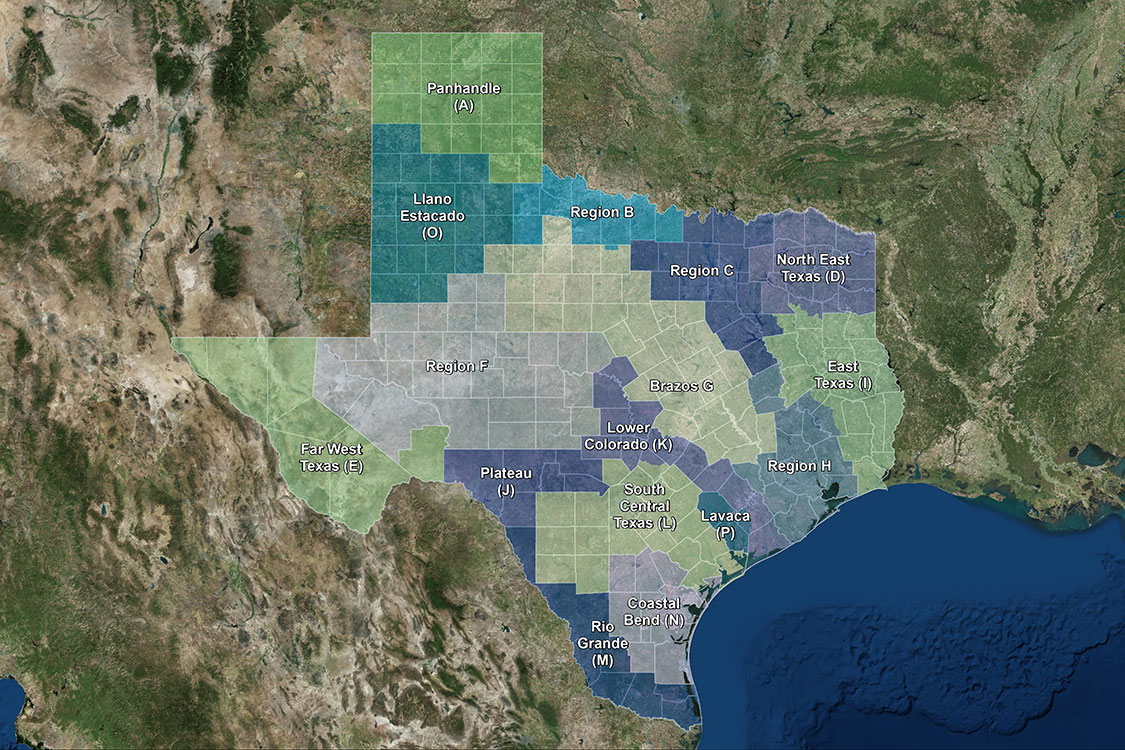 Panhandle
(A)
Llano
Estacado
(O)
Region B
Region C
North East
Texas (D)
Region F
Brazos G
East
Texas (I)
Lower
Colorado (K)
Far West
Texas (E)
Plateau
(J)
Region H
South
Central
Texas (L)
Lavaca
(P)
Coastal
Bend (N)
Rio
Grande
(M)